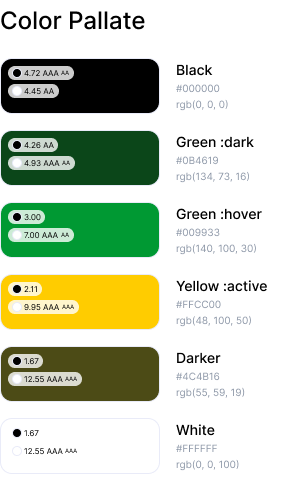 Color Pallate
4.72 AAA AA
4.45 AA
Black
#000000
rgb(0, 0, 0)
4.26 AA
4.93 AAA AA
Green :dark
#0B4619
rgb(134, 73, 16)
3.00
7.00 AAA AA
Green :hover
#009933
rgb(140, 100, 30)
2.11
9.95 AAA AAA
Yellow :active
#FFCC00
rgb(48, 100, 50)
1.67
12.55 AAA AAA
Darker
#4C4B16
rgb(55, 59, 19)
1.67
12.55 AAA AAA
White
#FFFFFF
rgb(0, 0, 100)